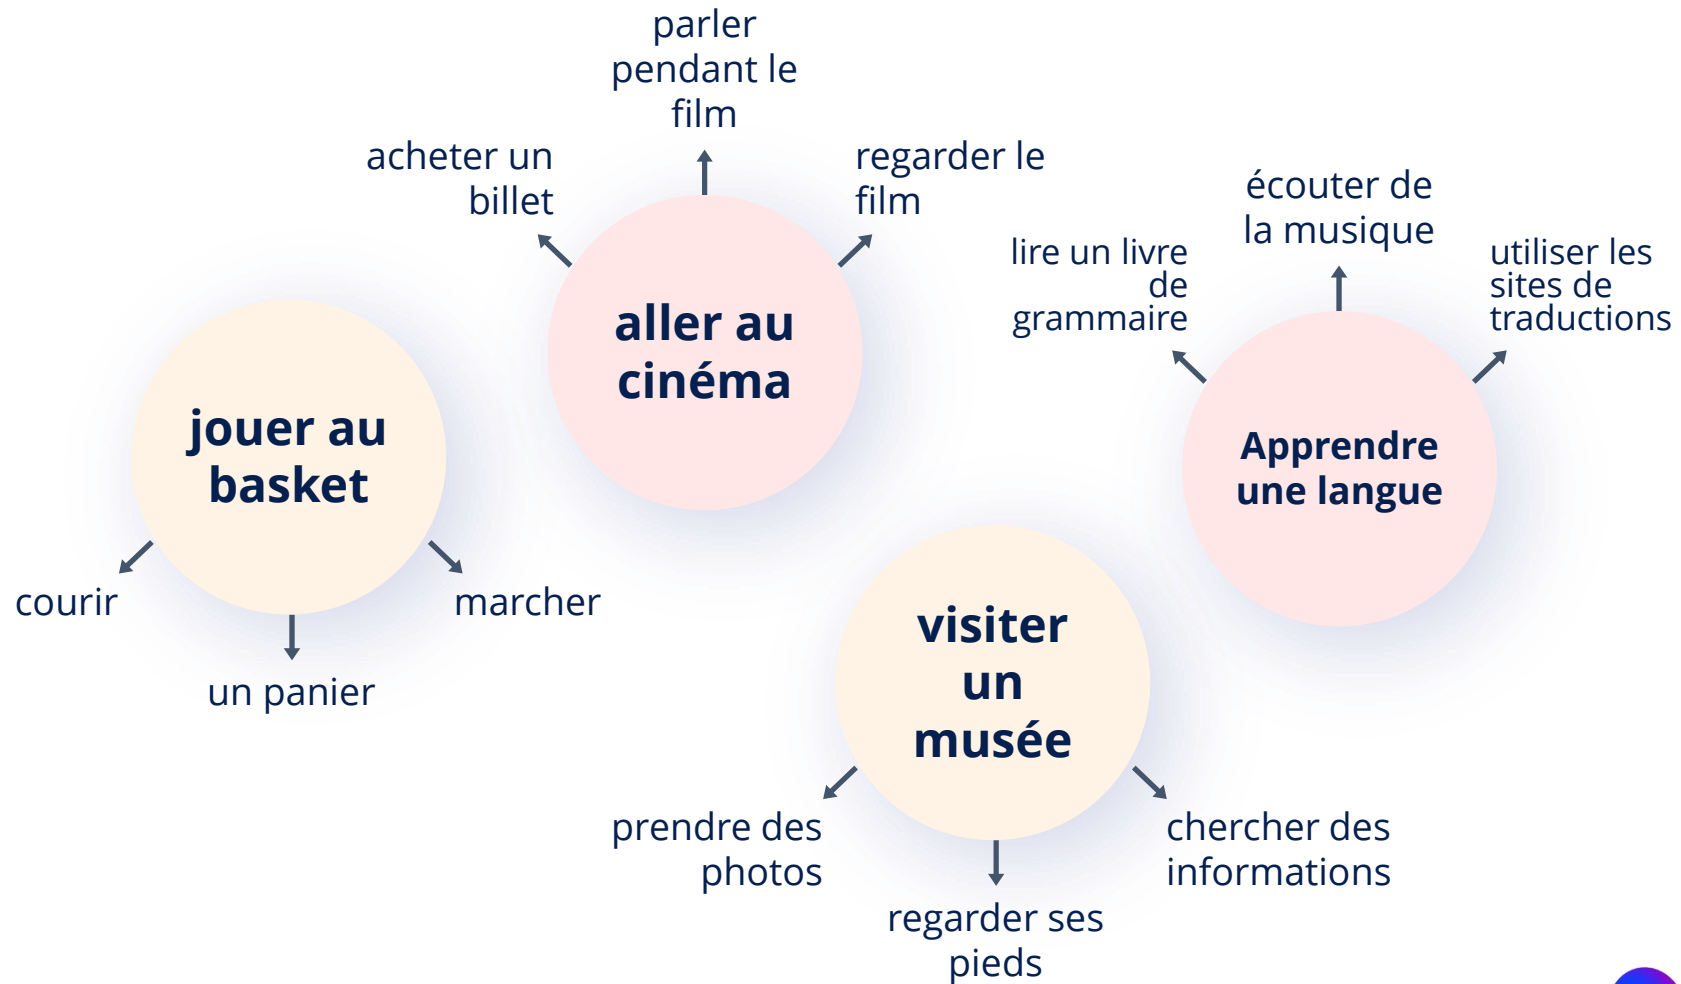 parler
pendant le
film
acheter un
billet
regarder le
film
aller au
cinéma
écouter de
la musique
lire un livre
de
grammaire
utiliser les
sites de
traductions
Apprendre
une langue
jouer au
basket
courir
un panier
marcher
visiter
un
musée
prendre des
photos
regarder ses
pieds
chercher des
informations